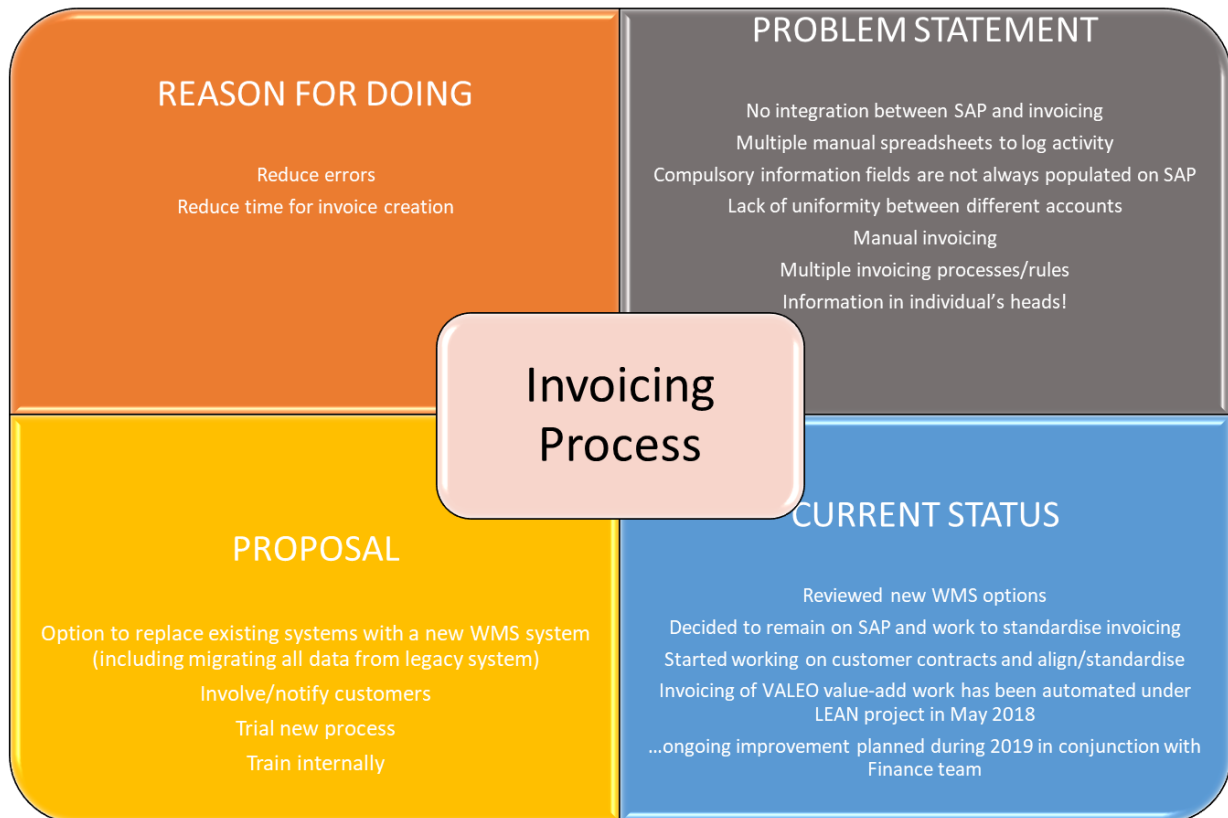 REASON FOR DOING
Reduce errors
Reduce time for invoice creation
PROBLEM STATEMENT
No integration between SAP and invoicing
Multiple manual spreadsheets to log activity
Compulsory information fields are not always populated on SAP
Lack of uniformity between different accounts
Manual invoicing
Multiple invoicing processes/rules
Information in individual's heads!
Invoicing
Process
PROPOSAL
Option to replace existing systems with a new WMS system
(including migrating all data from legacy system)
Involve/notify customers
Trial new process
Train internally
CURRENT STATUS
Reviewed new WMS options
Decided to remain on SAP and work to standardise invoicing
Started working on customer contracts and align/standardise
Invoicing of VALEO value-add work has been automated under
LEAN project in May 2018
...ongoing improvement planned during 2019 in conjunction with
Finance team